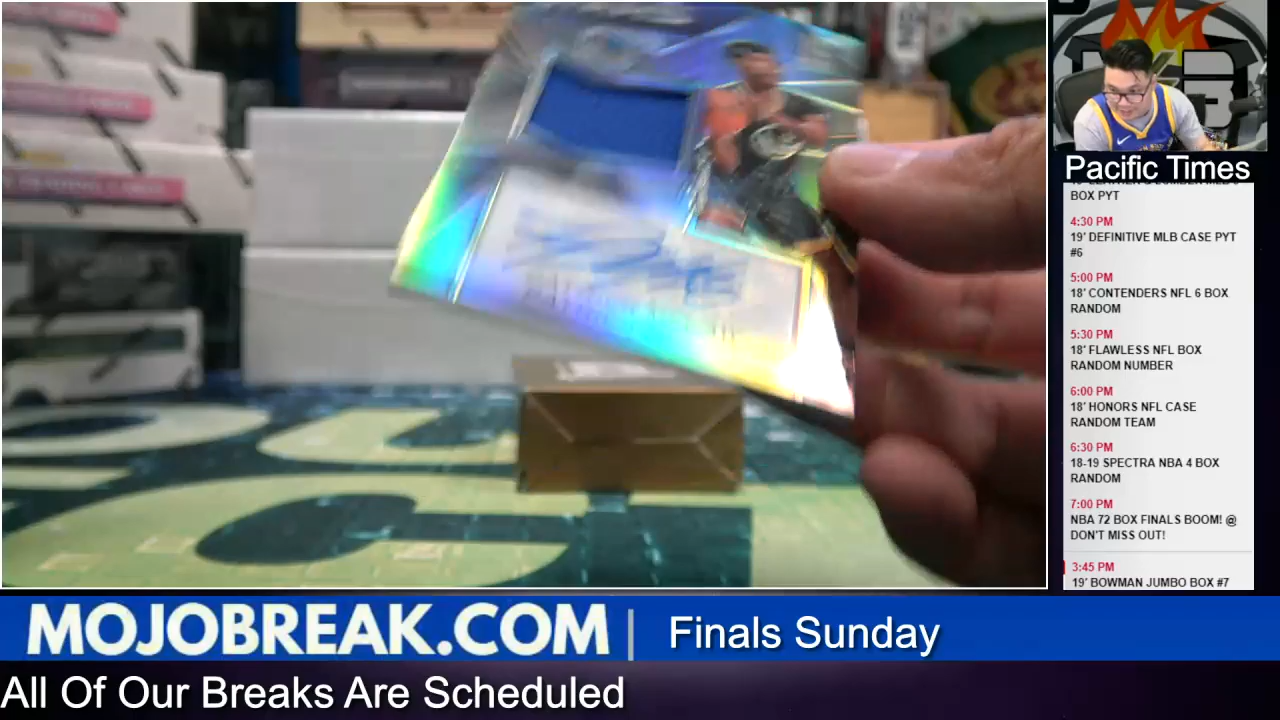 Pacific Times
BOX PYT
4:30 PM
19' DEFINITIVE MLB CASE PYT
#6
5:00 PM
18' CONTENDERS NFL 6 BOX
RANDOM
5:30 PM
18' FLAWLESS NFL BOX
RANDOM NUMBER
6:00 PM
18' HONORS NFL CASE
RANDOM TEAM
6:30 PM
18-19 SPECTRA NBA 4 BOX
RANDOM
7:00 PM
NBA 72 BOX FINALS BOOM! @
DON'T MISS OUT!
3:45 PM
19' BOWMAN JUMBO BOX #7
MOJOBREAK.COM | Finals Sunday
All Of Our Breaks Are Scheduled